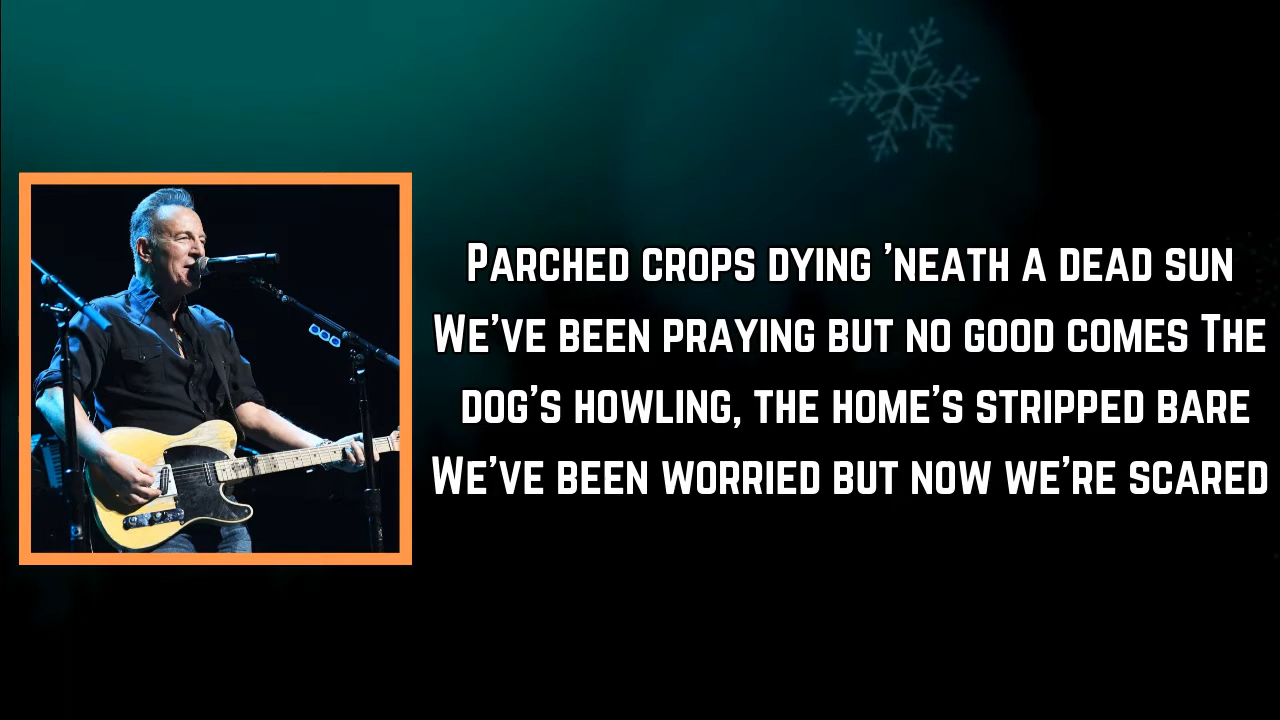 Parched crops dying ’neath a dead sun
We’ve been praying but no good comes The
dog’s howling, the home’s stripped bare
We’ve been worried but now we’re scared